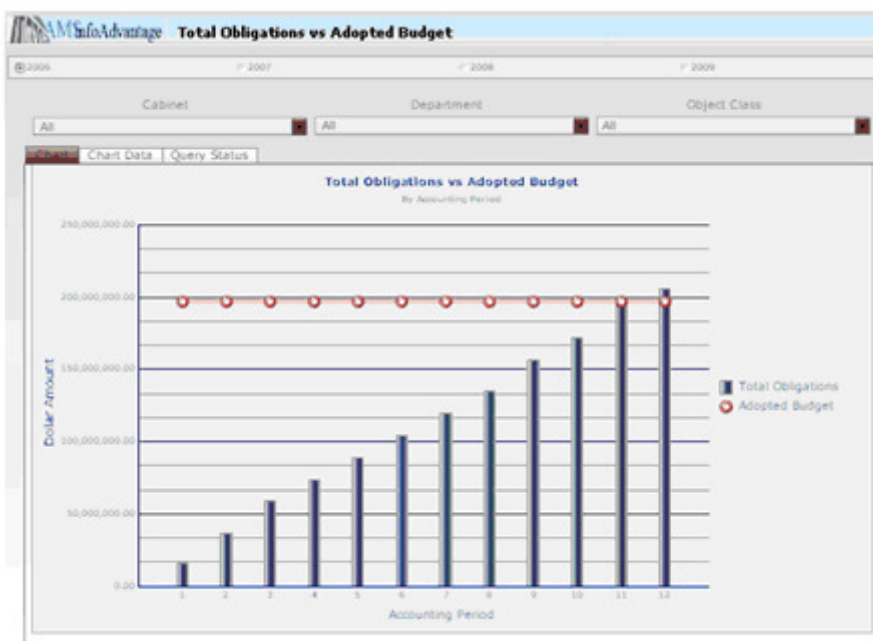 AMS InfoAdvantage Total Obligations vs Adopted Budget
2006 2007 2008 2009
Cabinet Department Object Class
All All All
Chart Chart Data Query Status
Total Obligations vs Adopted Budget
By Accounting Period
250,000,000.00
200,000,000.00
150,000,000.00
100,000,000.00
50,000,000.00
0.00
Dolar Amount
1 2 3 4 5 6 7 8 9 10 11 12
Accounting Period
Total Obligations
Adopted Budget